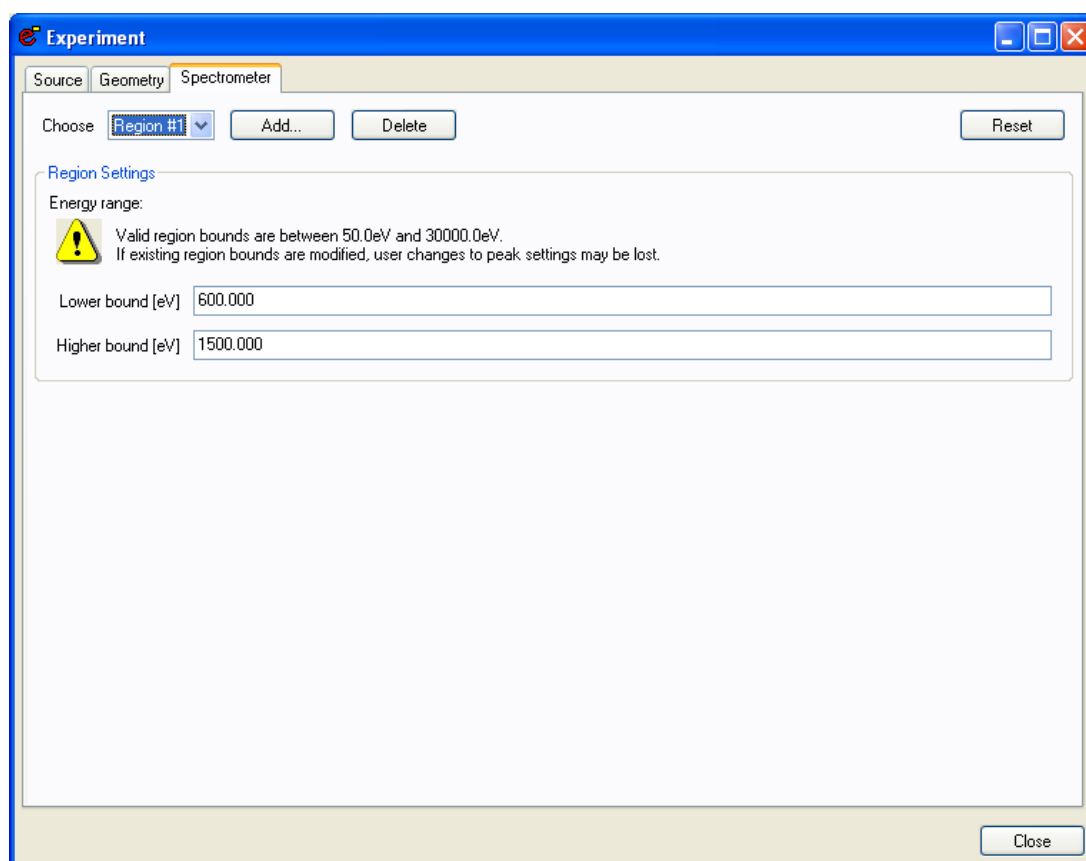 Experiment
Source Geometry Spectrometer
Choose Region #1 Add... Delete Reset
Region Settings
Energy range:
Valid region bounds are between 50.0eV and 30000.0eV.
If existing region bounds are modified, user changes to peak settings may be lost.
Lower bound [eV] 600.000
Higher bound [eV] 1500.000
Close